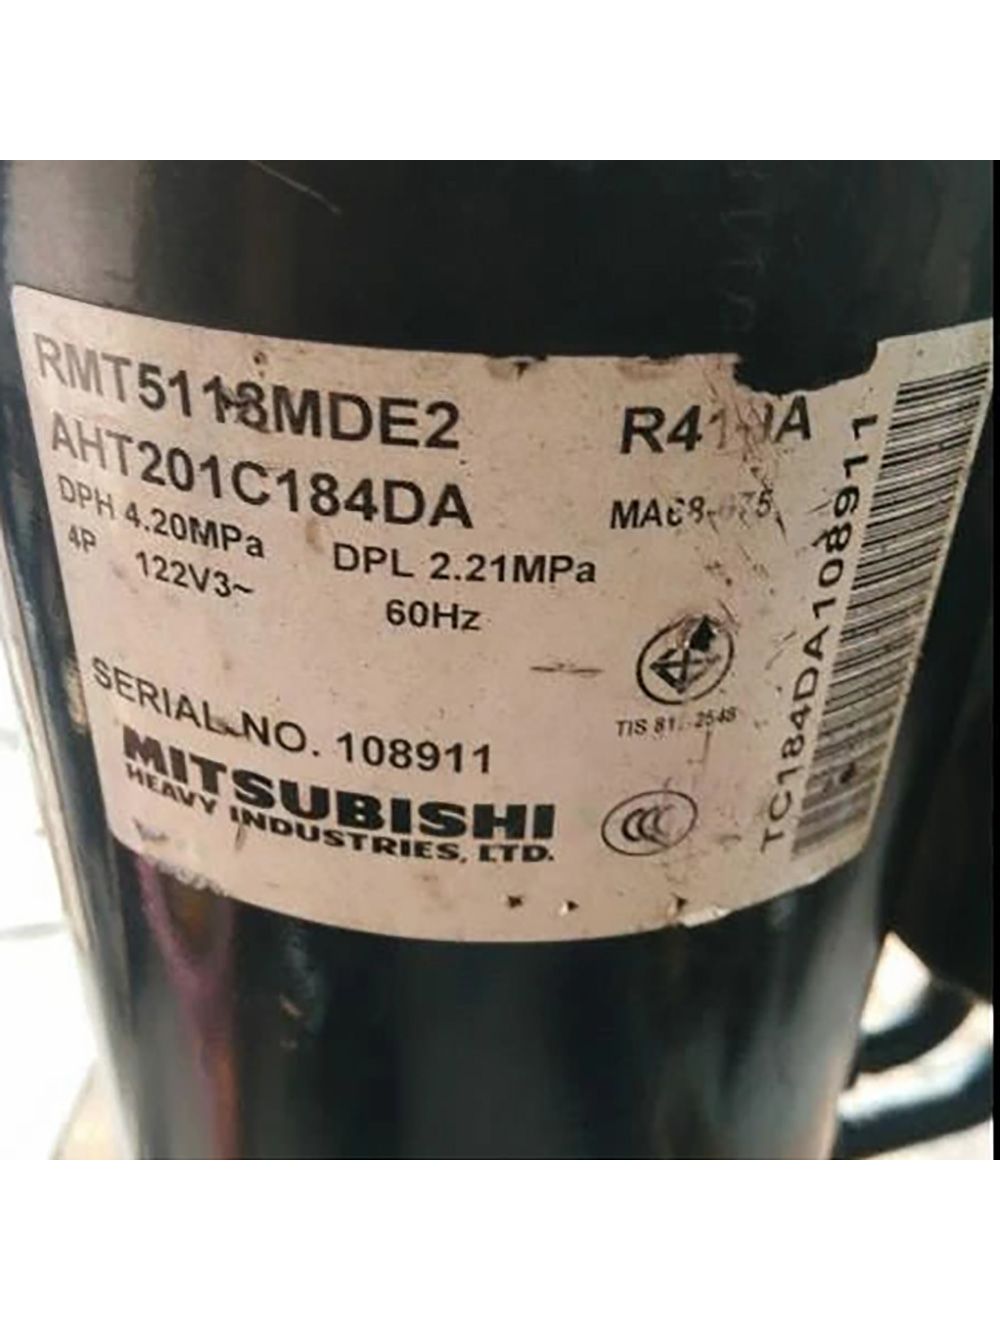 RMT5118MDE2
R410A
AHT201C184DA
DPH 4.20MPa
DPL 2.21MPa
4P 122V3~
60Hz
SERIAL NO. 108911
MITSUBISHI
HEAVY INDUSTRIES, LTD.
CCC
TC184DA108911